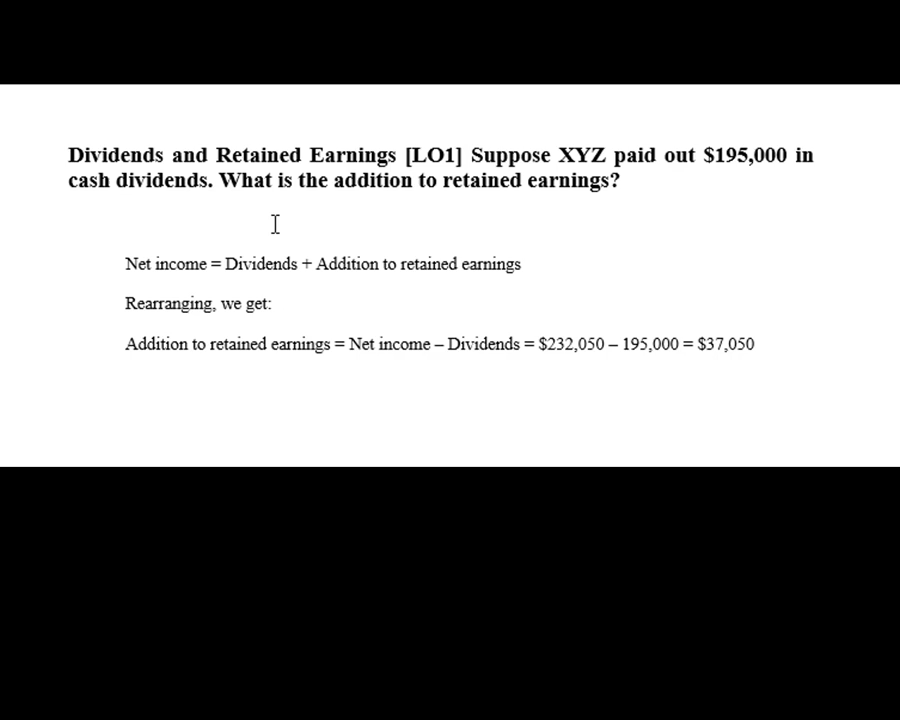 Dividends and Retained Earnings [LO1] Suppose XYZ paid out $195,000 in
cash dividends. What is the addition to retained earnings?
Net income = Dividends + Addition to retained earnings
Rearranging, we get:
Addition to retained earnings = Net income – Dividends = $232,050 – 195,000 = $37,050